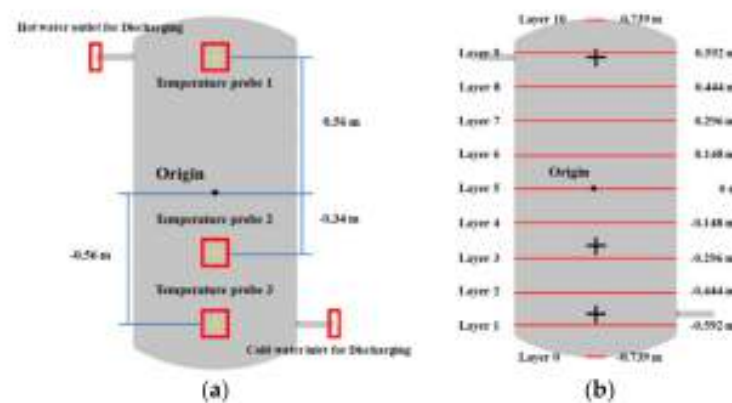 Hot water outlet for Discharging
Temperature probe 1
0.56 m
Origin
Temperature probe 2
-0.34 m
-0.56 m
Temperature probe 3
Cold water inlet for Discharging
(a)
Layer 10
-0.739 m
Layer 9
0.592 m
Layer 8
0.444 m
Layer 7
0.296 m
Layer 6
0.148 m
Origin
Layer 5
0
Layer 4
-0.148 m
Layer 3
-0.296 m
Layer 2
-0.444 m
Layer 1
-0.592 m
Layer 0
-0.739 m
(b)